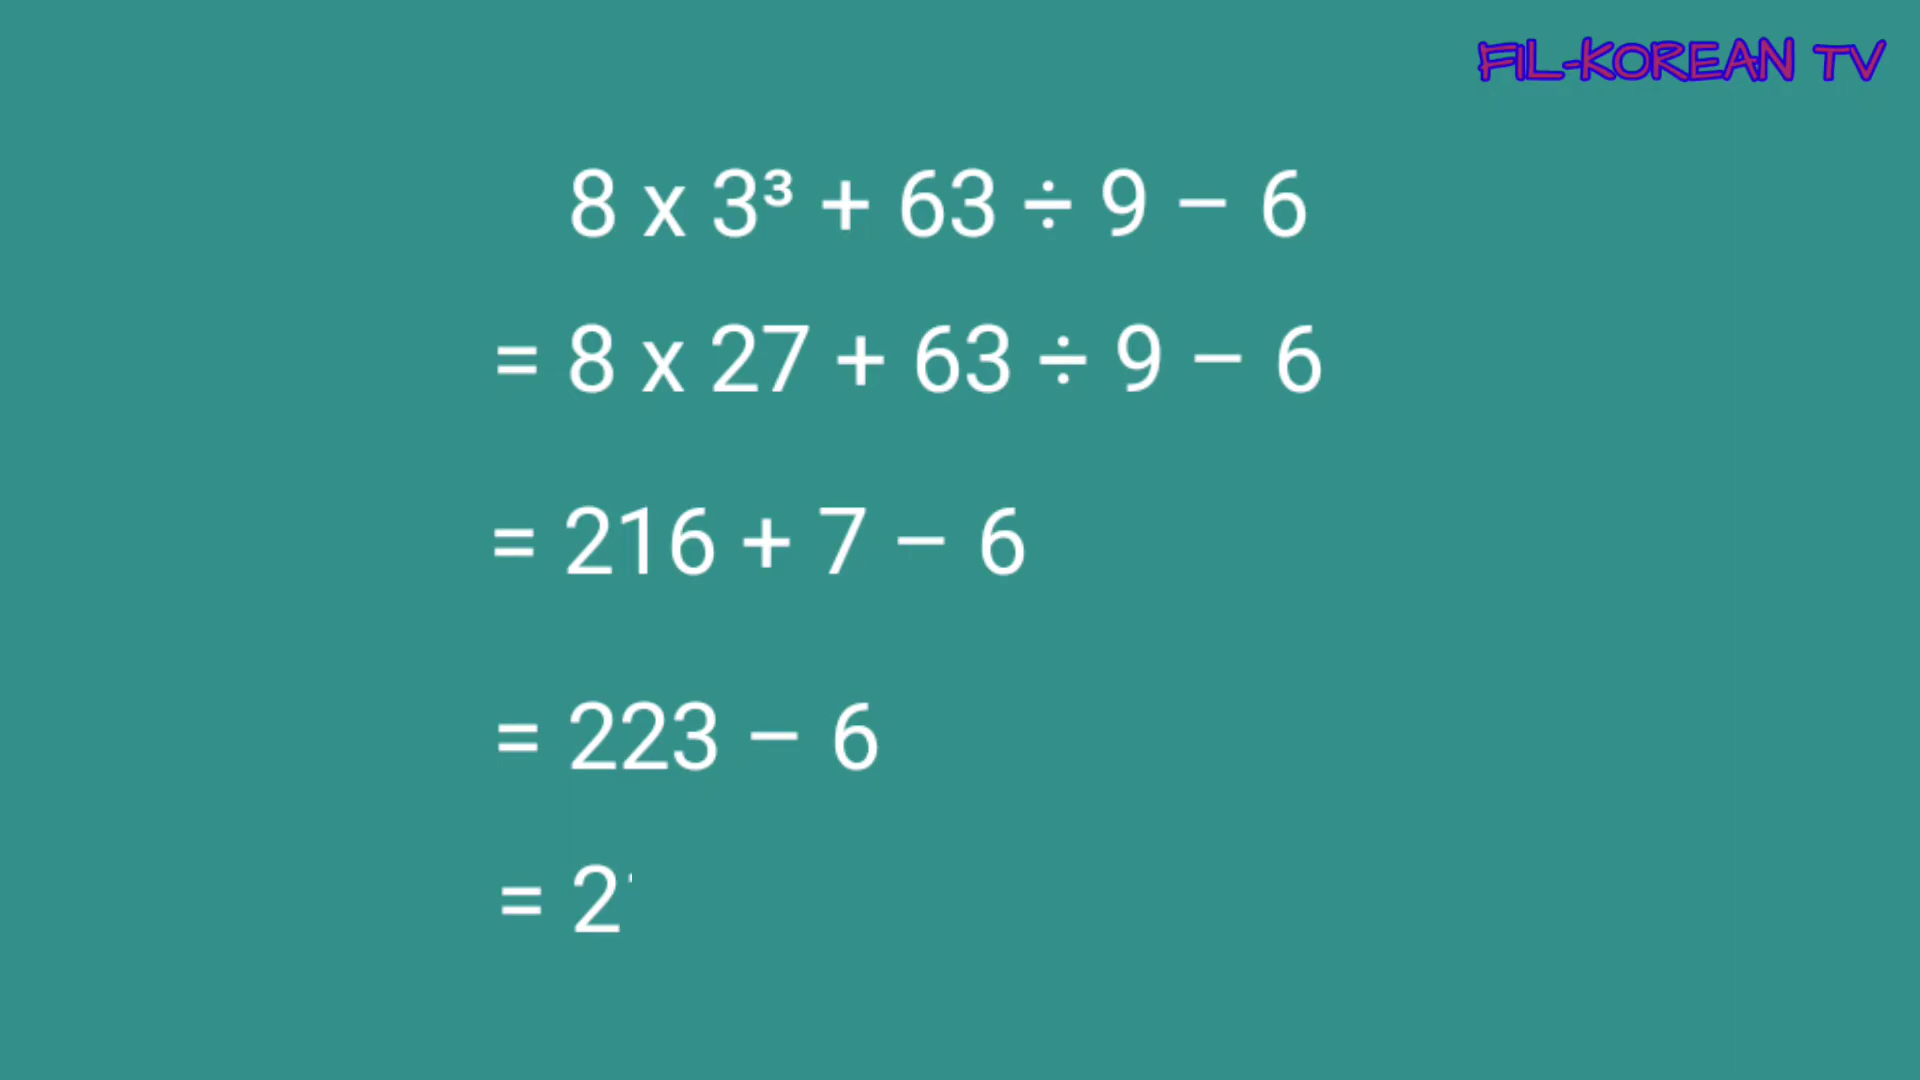 FIL-KOREAN TV
8 x 3³ + 63 ÷ 9 – 6
= 8 x 27 + 63 ÷ 9 – 6
= 216 + 7 – 6
= 223 – 6
= 2